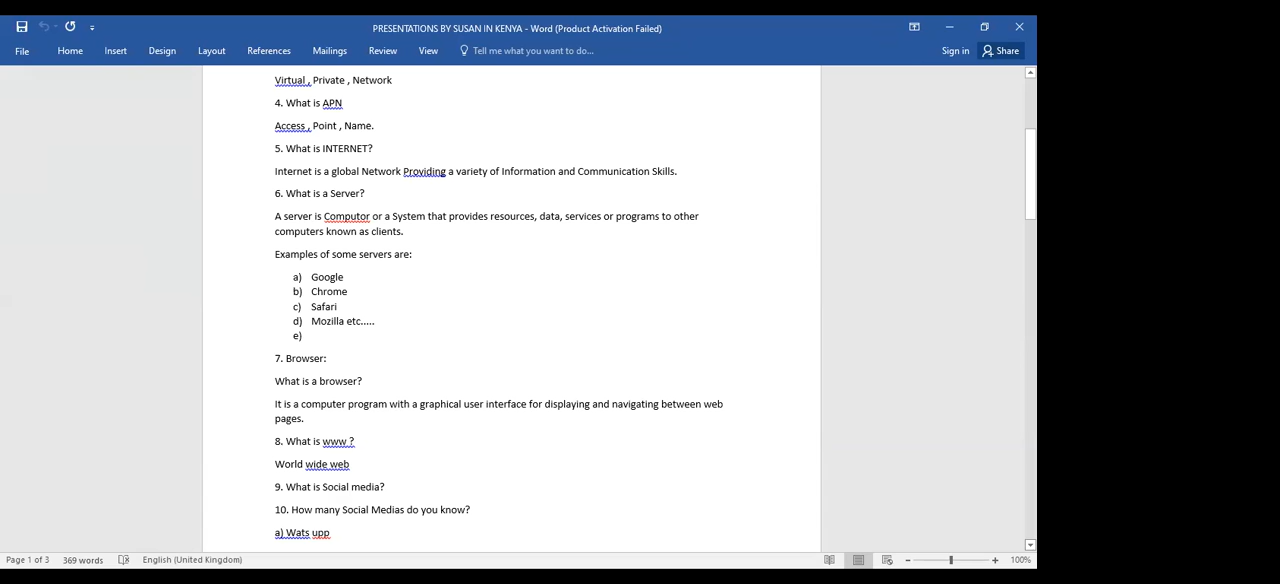 PRESENTATIONS BY SUSAN IN KENYA - Word (Product Activation Failed)
File Home Insert Design Layout References Mailings Review View Tell me what you want to do... Sign in Share
Virtual , Private , Network
4. What is APN
Access , Point , Name.
5. What is INTERNET?
Internet is a global Network Providing a variety of Information and Communication Skills.
6. What is a Server?
A server is Computor or a System that provides resources, data, services or programs to other
computers known as clients.
Examples of some servers are:
a) Google
b) Chrome
c) Safari
d) Mozilla etc.....
e)
7. Browser:
What is a browser?
It is a computer program with a graphical user interface for displaying and navigating between web
pages.
8. What is www ?
World wide web
9. What is Social media?
10. How many Social Medias do you know?
a) Wats upp
Page 1 of 3 369 words English (United Kingdom) 100%